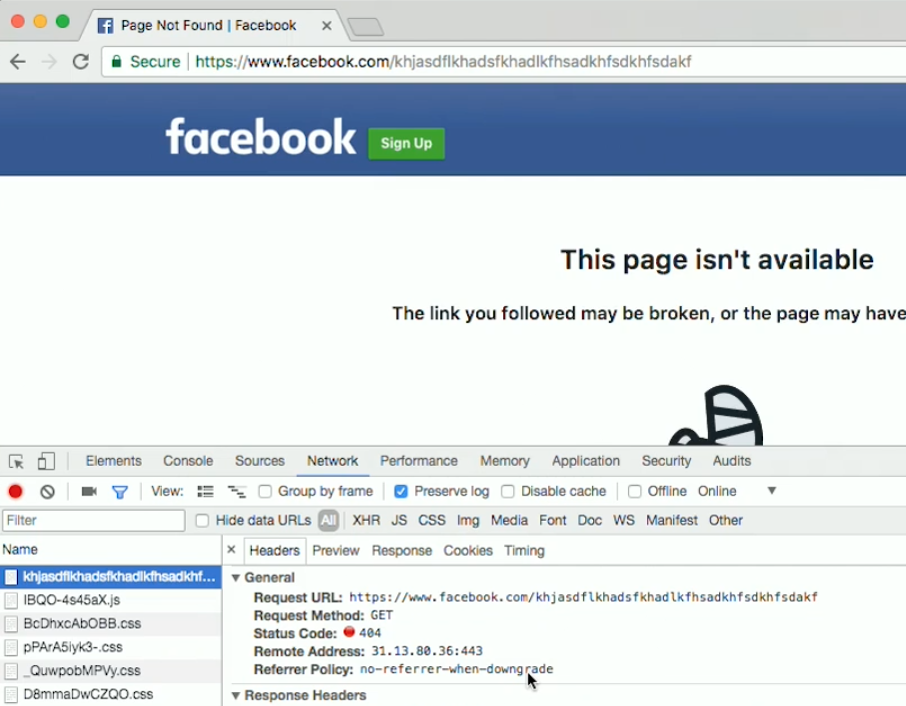 Page Not Found | Facebook
Secure https://www.facebook.com/khjasdflkhadsfkhadlkfhsadkhfsdkhfsdakf
facebook Sign Up
This page isn't available
The link you followed may be broken, or the page may have
Elements Console Sources Network Performance Memory Application Security Audits
View: Group by frame Preserve log Disable cache Offline Online
Filter Hide data URLs All XHR JS CSS Img Media Font Doc WS Manifest Other
Name Headers Preview Response Cookies Timing
khjasdflkhadsfkhadlkfhsadkhf... General
Request URL: https://www.facebook.com/khjasdflkhadsfkhadlkfhsadkhfsdkhfsdakf
IBQO-4s45aX.js
Request Method: GET
BcDhxcAbOBB.css
Status Code: 404
pPArA5iyk3-.css
Remote Address: 31.13.80.36:443
_QuwpobMPVy.css
Referrer Policy: no-referrer-when-downgrade
D8mmaDwCZQO.css
Response Headers